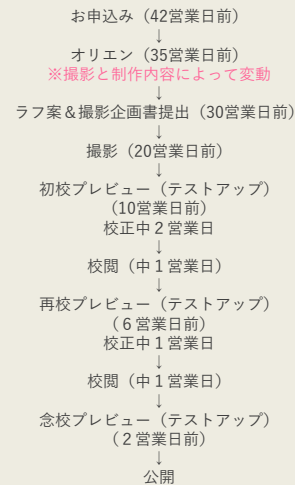 お申込み（42営業日前）
↓
オリエン（35営業日前）
※撮影と制作内容によって変動
↓
ラフ案＆撮影企画書提出（30営業日前）
↓
撮影（20営業日前）
↓
初校プレビュー（テストアップ）
（10営業日前）
校正中２営業日
↓
校閲（中１営業日）
↓
再校プレビュー（テストアップ）
（６営業日前）
校正中１営業日
↓
校閲（中１営業日）
↓
念校プレビュー（テストアップ）
（２営業日前）
↓
公開